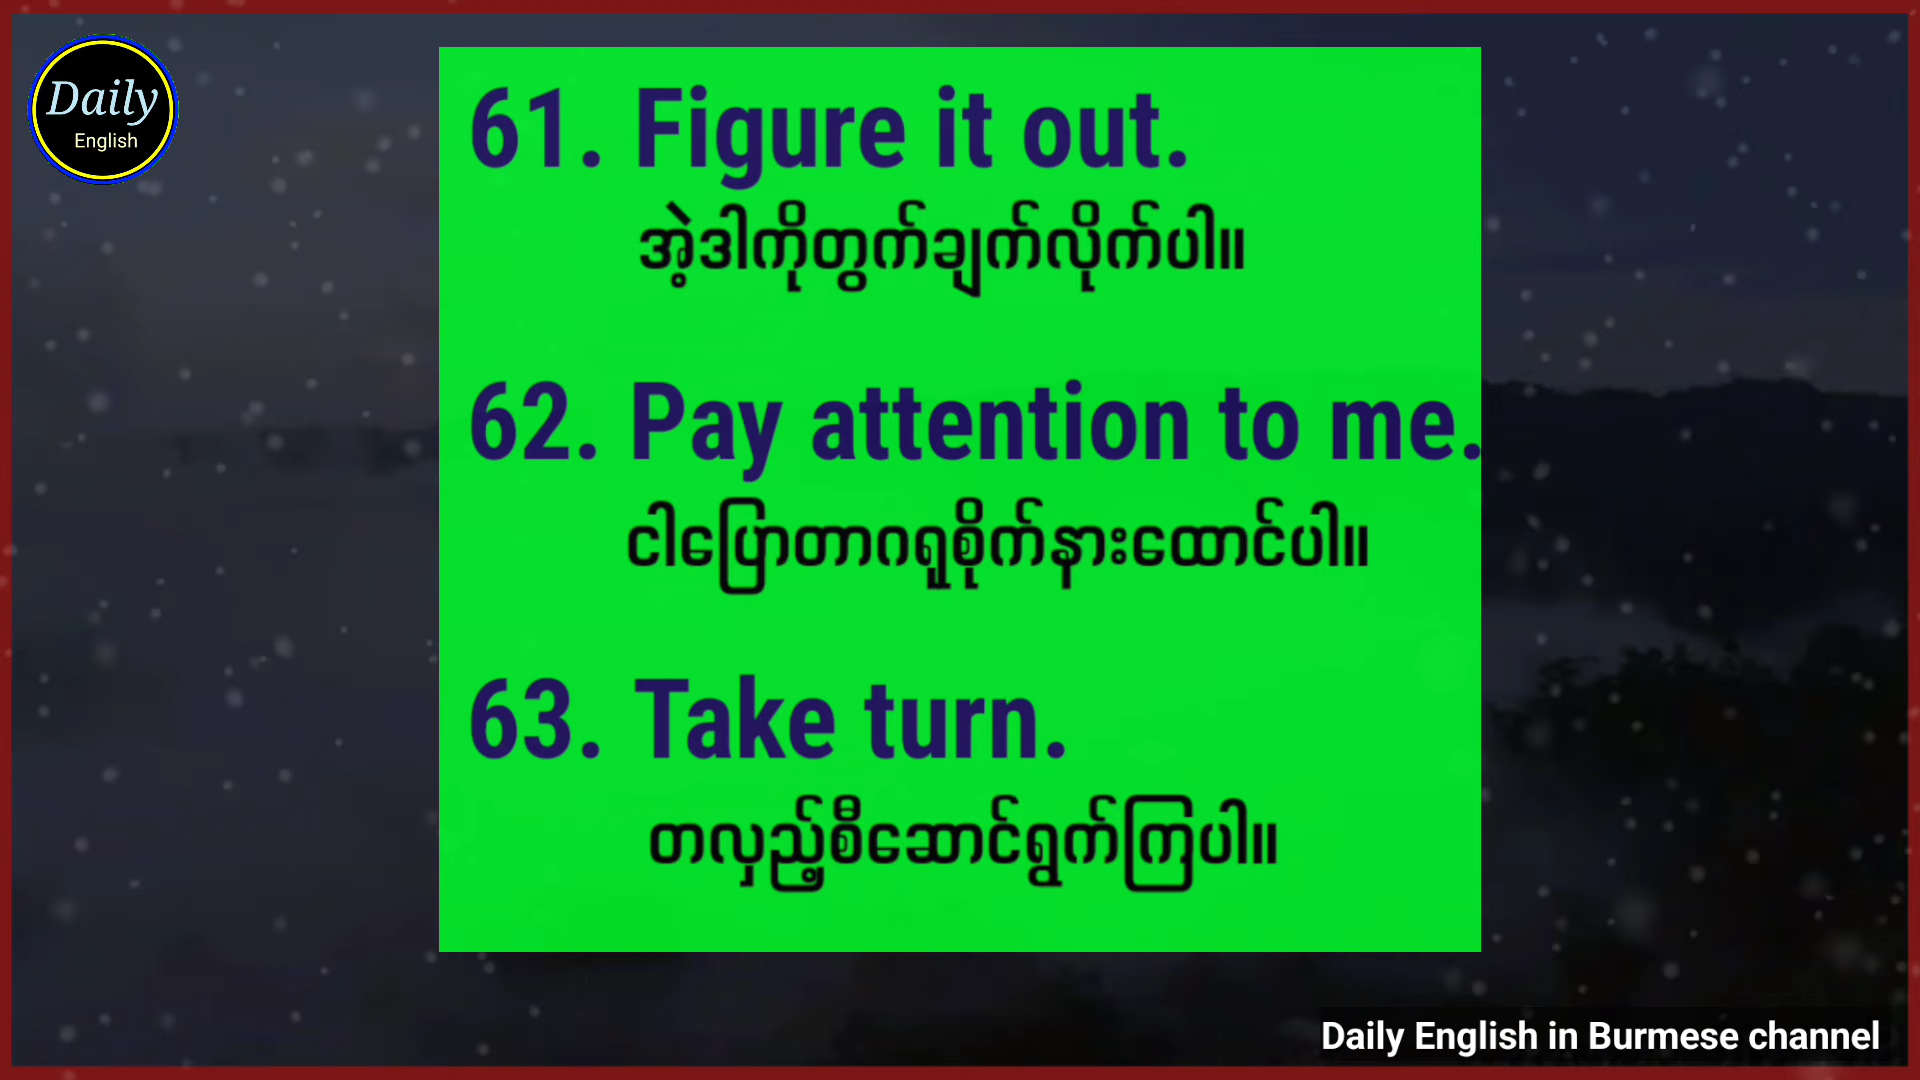 Daily
English
61. Figure it out.
အဲ့ဒါကိုတွက်ချက်လိုက်ပါ။
62. Pay attention to me.
ငါပြောတာဂရုစိုက်နားထောင်ပါ။
63. Take turn.
တလှည့်စီဆောင်ရွက်ကြပါ။
Daily English in Burmese channel